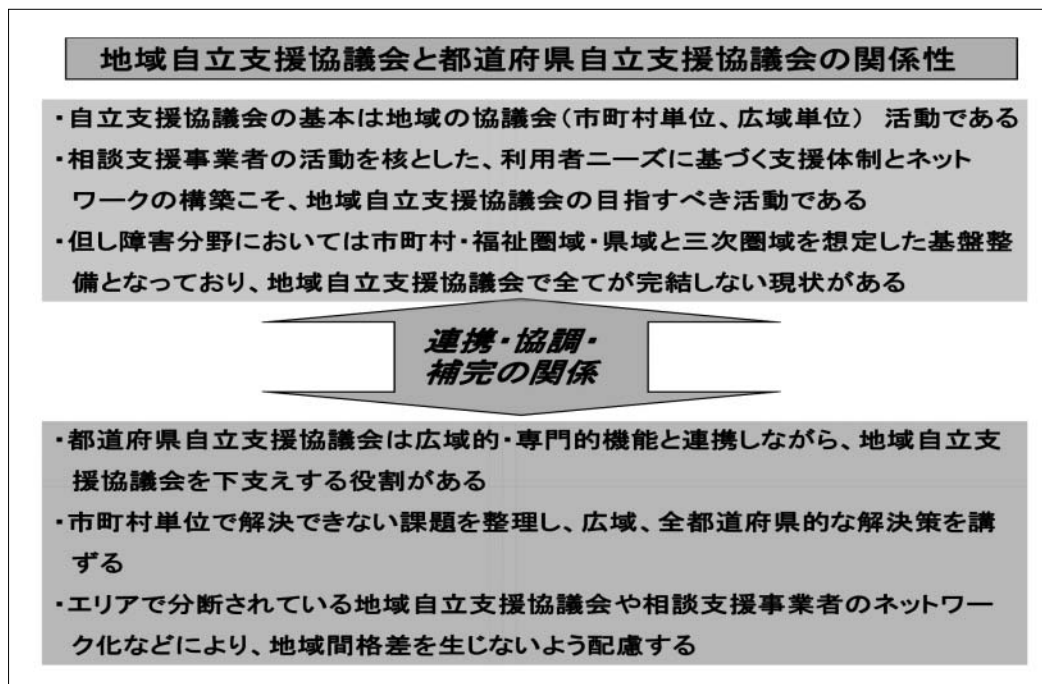 地域自立支援協議会と都道府県自立支援協議会の関係性
・自立支援協議会の基本は地域の協議会（市町村単位、広域単位） 活動である
・相談支援事業者の活動を核とした、利用者ニーズに基づく支援体制とネット
ワークの構築こそ、地域自立支援協議会の目指すべき活動である
・但し障害分野においては市町村・福祉圏域・県域と三次圏域を想定した基盤整
備となっており、地域自立支援協議会で全てが完結しない現状がある
連携・協調・
補完の関係
・都道府県自立支援協議会は広域的・専門的機能と連携しながら、地域自立支
援協議会を下支えする役割がある
・市町村単位で解決できない課題を整理し、広域、全都道府県的な解決策を講
ずる
・エリアで分断されている地域自立支援協議会や相談支援事業者のネットワー
ク化などにより、地域間格差を生じないよう配慮する